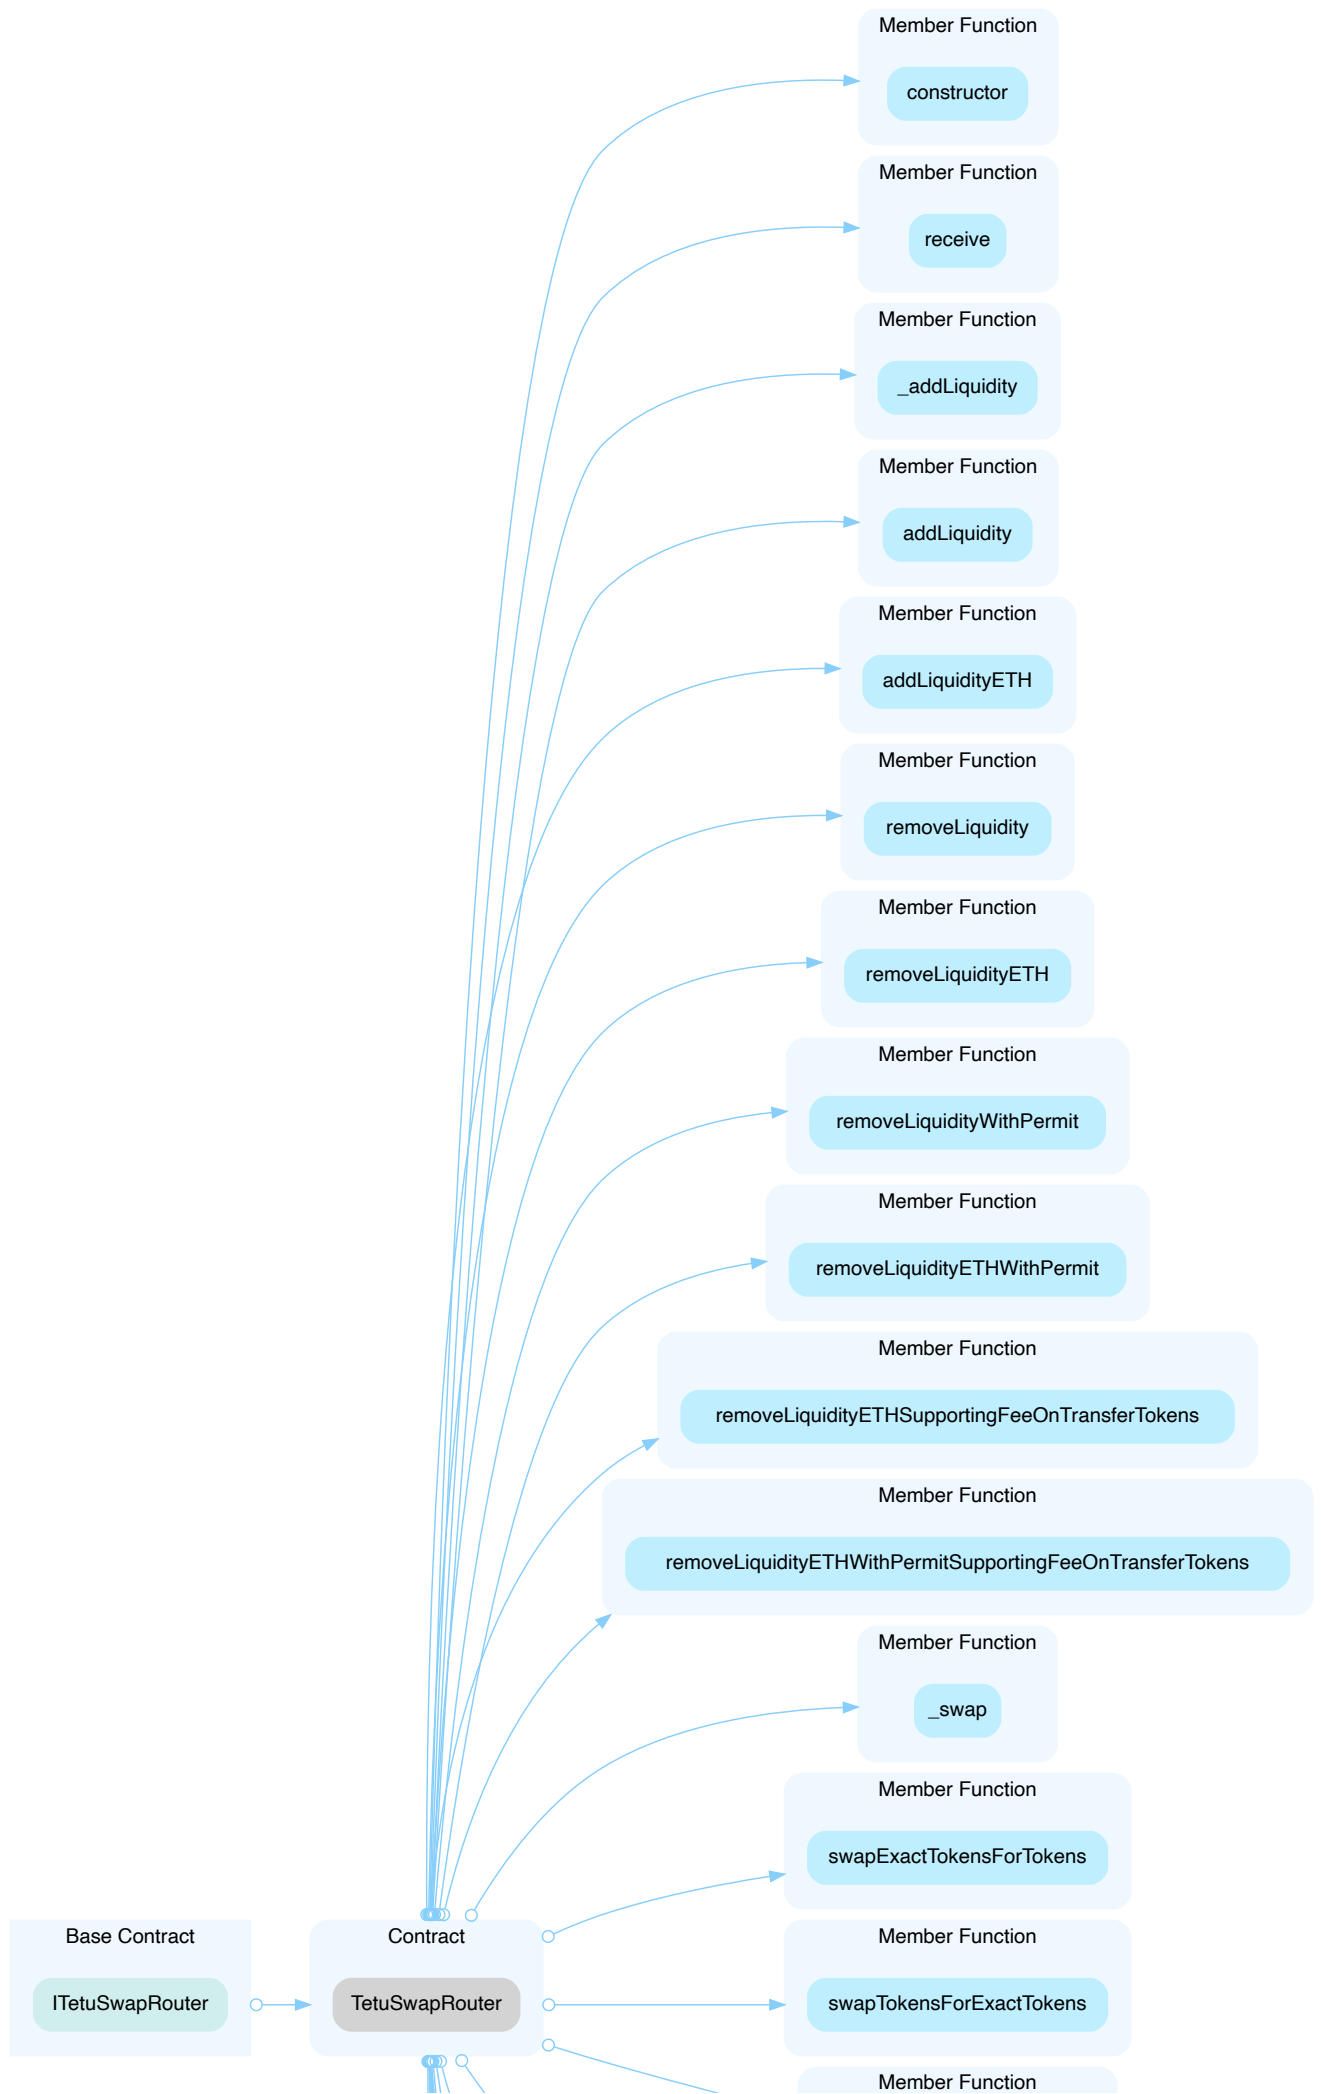 Member Function
constructor
Member Function
receive
Member Function
_addLiquidity
Member Function
addLiquidity
Member Function
addLiquidityETH
Member Function
removeLiquidity
Member Function
removeLiquidityETH
Member Function
removeLiquidityWithPermit
Member Function
removeLiquidityETHWithPermit
Member Function
removeLiquidityETHSupportingFeeOnTransferTokens
Member Function
removeLiquidityETHWithPermitSupportingFeeOnTransferTokens
Member Function
_swap
Member Function
swapExactTokensForTokens
Base Contract
ITetuSwapRouter
Contract
TetuSwapRouter
Member Function
swapTokensForExactTokens
Member Function